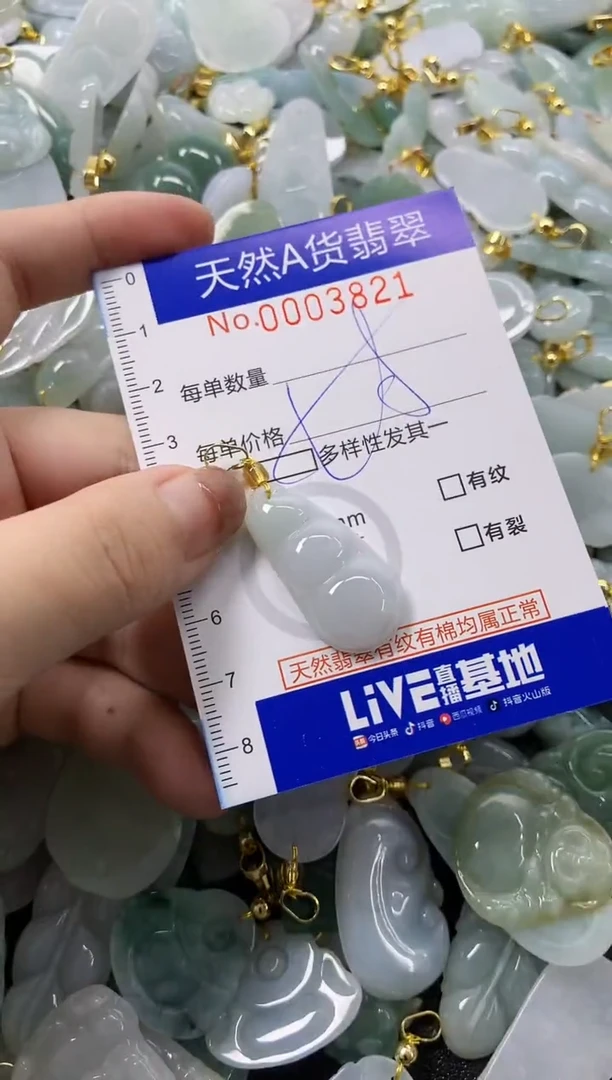 天然A货翡翠
No.0003821
每单数量
每单价格
多样性发其一
mm
有纹
有裂
天然翡翠有纹有棉均属正常
LiVE直播基地
头条 今日头条 抖音 西瓜视频 抖音火山版
0
1
2
3
6
7
8